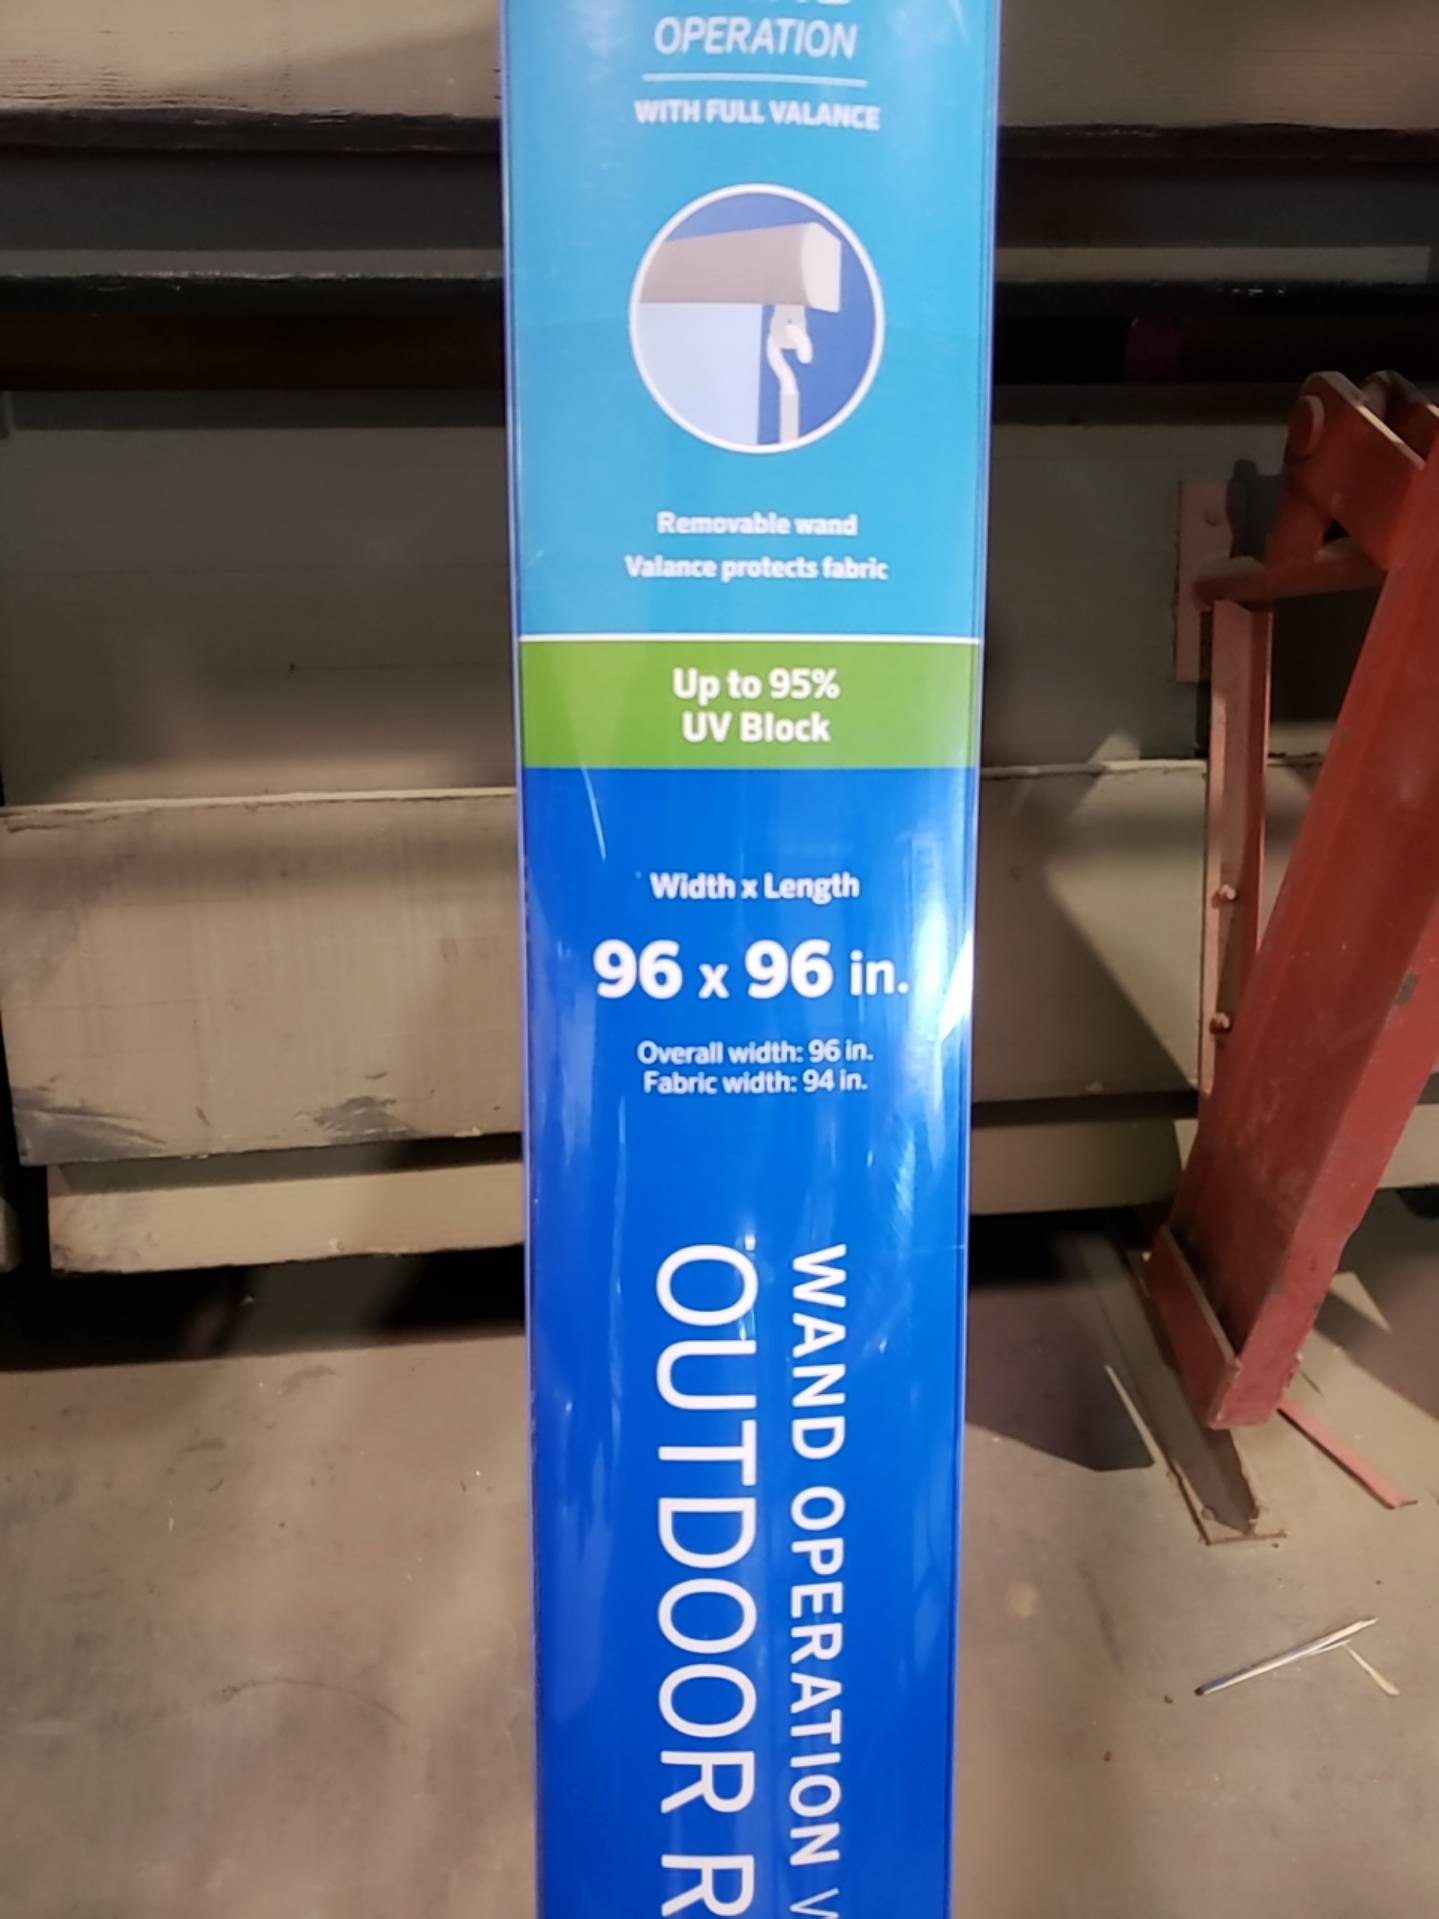 OPERATION
WITH FULL VALANCE
Removable wand
Valance protects fabric
Up to 95%
UV Block
Width x Length
96 x 96 in.
Overall width: 96 in.
Fabric width: 94 in.
WAND OPERATION
OUTDOOR R